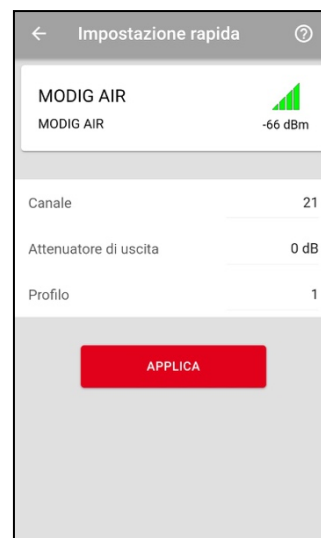 Impostazione rapida
MODIG AIR
MODIG AIR
-66 dBm
Canale 21
Attenuatore di uscita 0 dB
Profilo 1
APPLICA